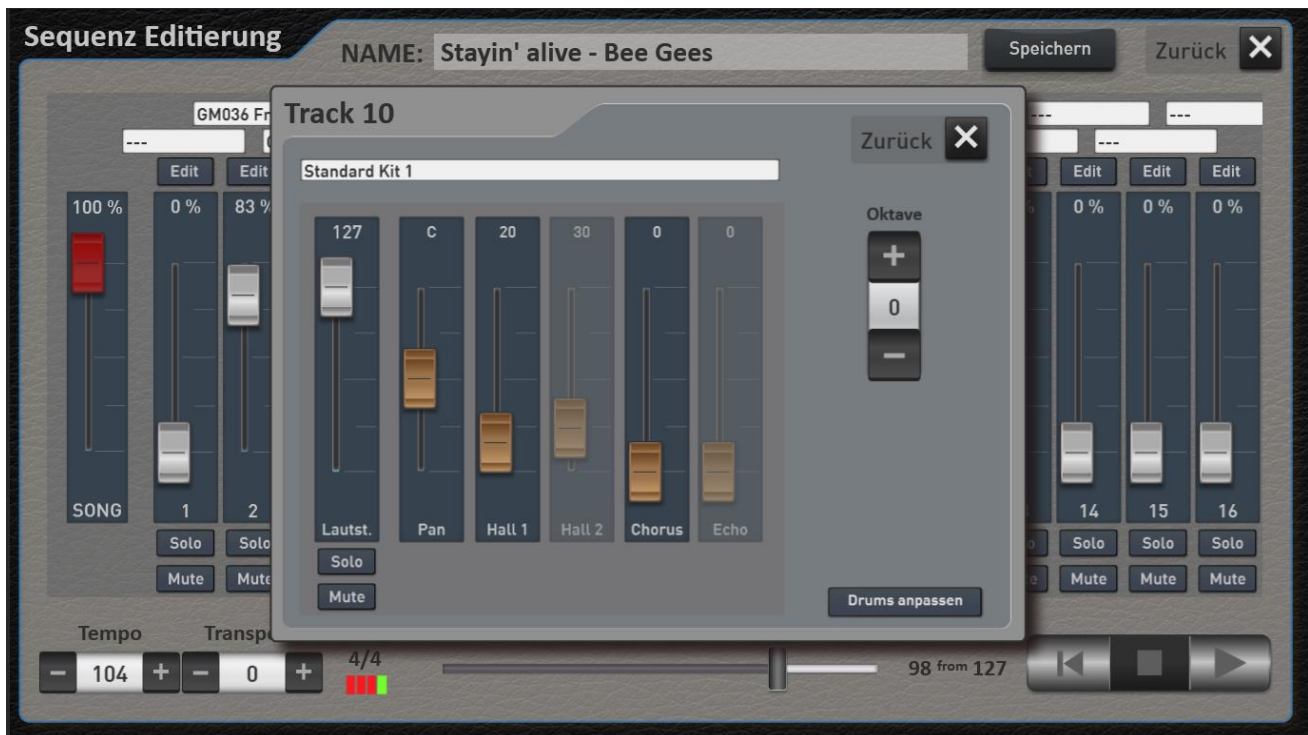 Sequenz Editierung
NAME: Stayin' alive - Bee Gees
Speichern
Zurück
GM036 Fr
---
---
---
---
Edit
Edit
Edit
Edit
Edit
100 %
0 %
83 %
0 %
0 %
0 %
SONG
1
2
14
15
16
Solo
Solo
Solo
Solo
Solo
Mute
Mute
Mute
Mute
Mute
Track 10
Zurück
Standard Kit 1
127
C
20
30
0
0
Lautst.
Pan
Hall 1
Hall 2
Chorus
Echo
Solo
Mute
Oktave
+
0
−
Drums anpassen
Tempo
Transp
− 104 +
− 0 +
4/4
98 from 127